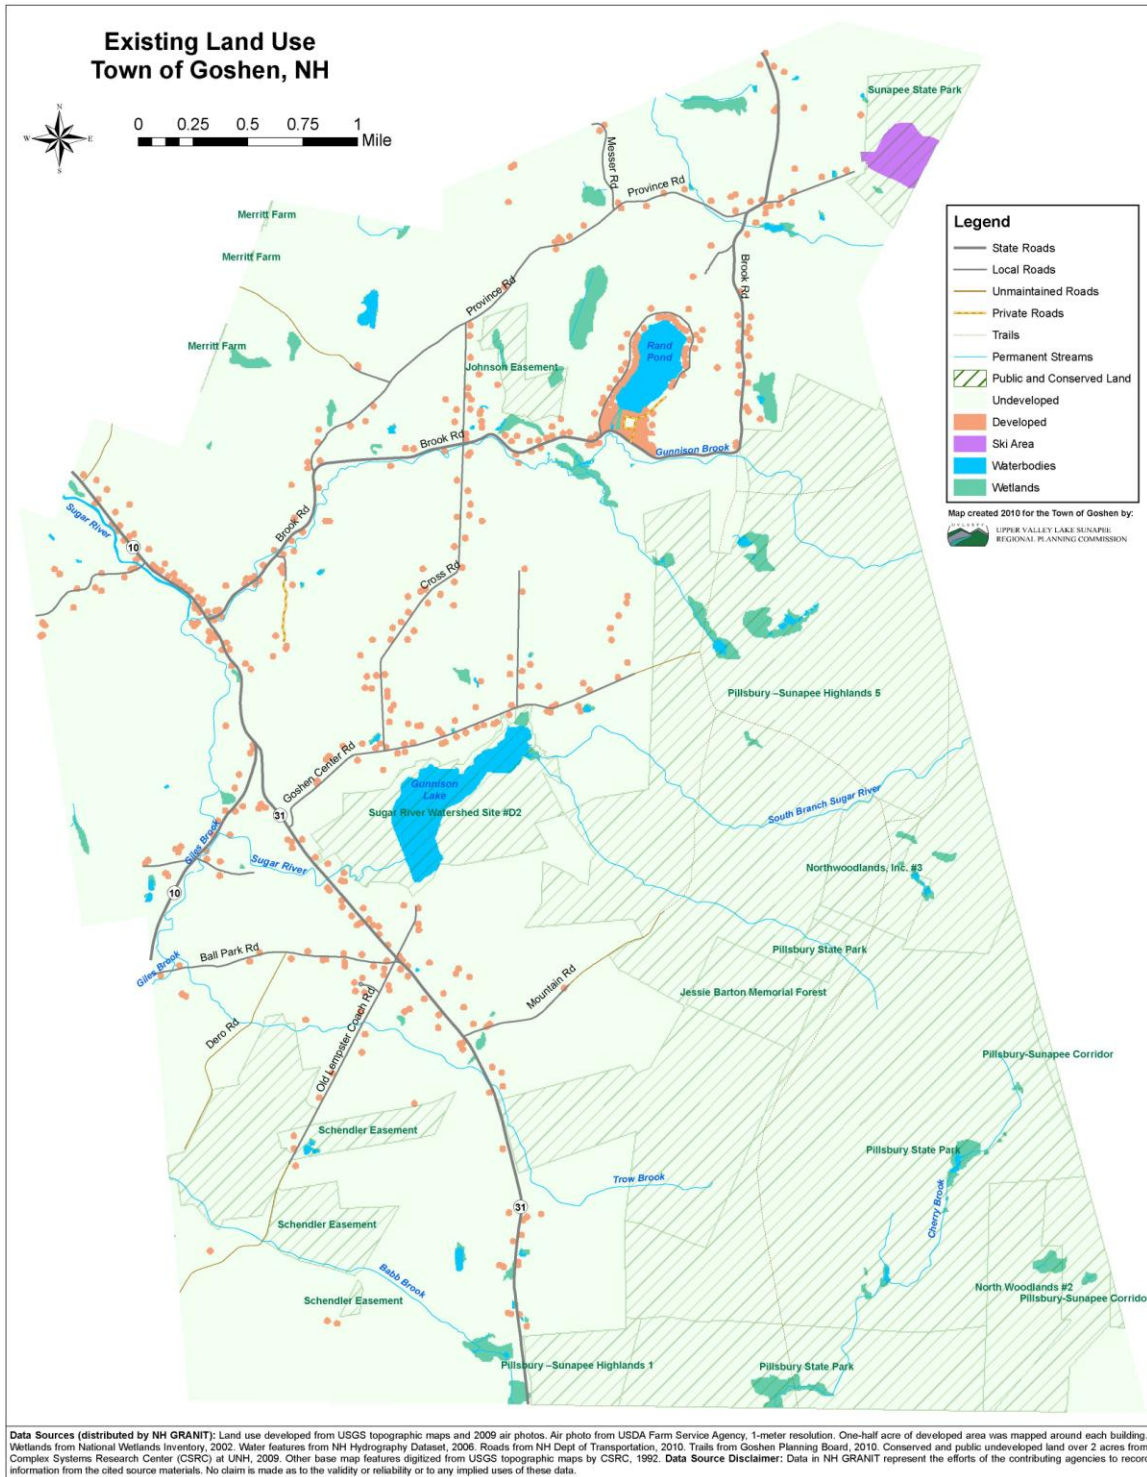 Existing Land Use
Town of Goshen, NH
N
W
E
S
0
0.25
0.5
0.75
1
Mile
Sunapee State Park
Messer Rd
Province Rd
Merritt Farm
Merritt Farm
Merritt Farm
Province Rd
Brook Rd
Rand
Pond
Johnson Easement
Brook Rd
Gunnison Brook
Sugar River
10
Brook Rd
Cross Rd
Pillsbury –Sunapee Highlands 5
Goshen Center Rd
31
Gunnison
Lake
Sugar River Watershed Site #D2
South Branch Sugar River
Giles Brook
Sugar River
Northwoodlands, Inc. #3
10
Ball Park Rd
Giles Brook
Pillsbury State Park
Mountain Rd
Jessie Barton Memorial Forest
Dero Rd
Old Lempster Coach Rd
Pillsbury-Sunapee Corridor
Schendler Easement
Pillsbury State Park
Trow Brook
31
Cherry Brook
Schendler Easement
Babb Brook
North Woodlands #2
Schendler Easement
Pillsbury-Sunapee Corrido
Pillsbury –Sunapee Highlands 1
Pillsbury State Park
Legend
State Roads
Local Roads
Unmaintained Roads
Private Roads
Trails
Permanent Streams
Public and Conserved Land
Undeveloped
Developed
Ski Area
Waterbodies
Wetlands
Map created 2010 for the Town of Goshen by:
UPPER VALLEY LAKE SUNAPEE
REGIONAL PLANNING COMMISSION
Data Sources (distributed by NH GRANIT): Land use developed from USGS topographic maps and 2009 air photos. Air photo from USDA Farm Service Agency, 1-meter resolution. One-half acre of developed area was mapped around each building.
Wetlands from National Wetlands Inventory, 2002. Water features from NH Hydrography Dataset, 2006. Roads from NH Dept of Transportation, 2010. Trails from Goshen Planning Board, 2010. Conserved and public undeveloped land over 2 acres from
Complex Systems Research Center (CSRC) at UNH, 2009. Other base map features digitized from USGS topographic maps by CSRC, 1992. Data Source Disclaimer: Data in NH GRANIT represent the efforts of the contributing agencies to recor
information from the cited source materials. No claim is made as to the validity or reliability or to any implied uses of these data.